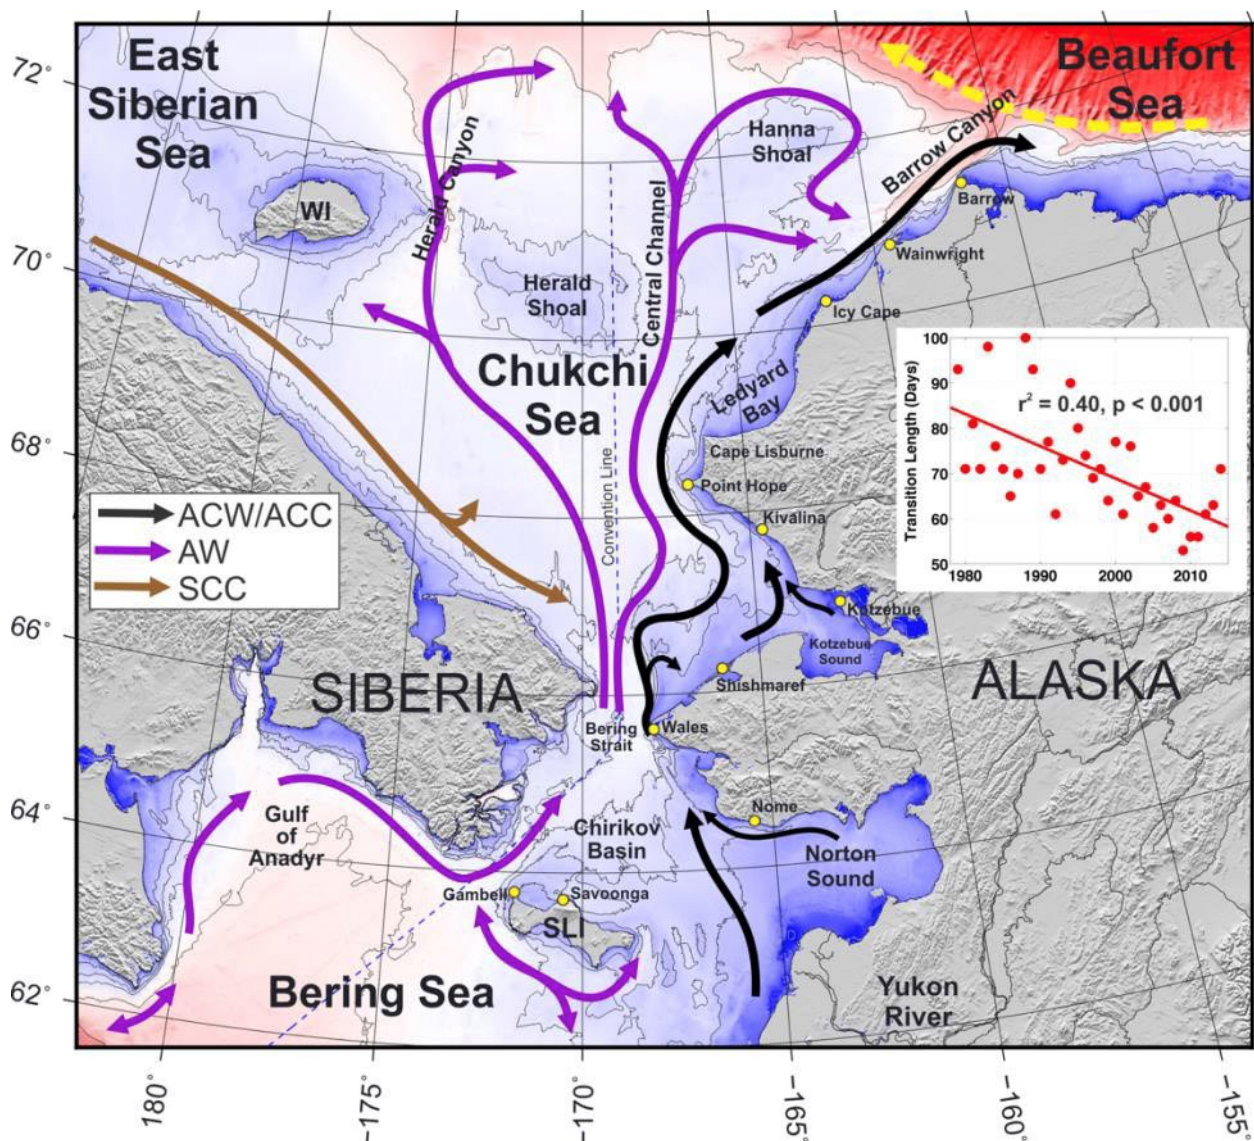 East
Siberian
Sea
Beaufort
Sea
Hanna
Shoal
Barrow Canyon
Herald Canyon
WI
Barrow
Wainwright
Herald
Shoal
Central Channel
Icy Cape
Chukchi
Sea
Ledyard
Bay
Convention Line
Cape Lisburne
Point Hope
Kivalina
Kotzebue
Kotzebue
Sound
Shishmaref
SIBERIA
ALASKA
Bering
Strait
Wales
Gulf
of
Anadyr
Chirikov
Basin
Nome
Norton
Sound
Gambell
Savoonga
SLI
Bering Sea
Yukon
River
ACW/ACC
AW
SCC
Transition Length (Days)
100
90
80
70
60
50
r² = 0.40, p < 0.001
1980 1990 2000 2010
72°
70°
68°
66°
64°
62°
180° −175° −170° −165° −160° −155°